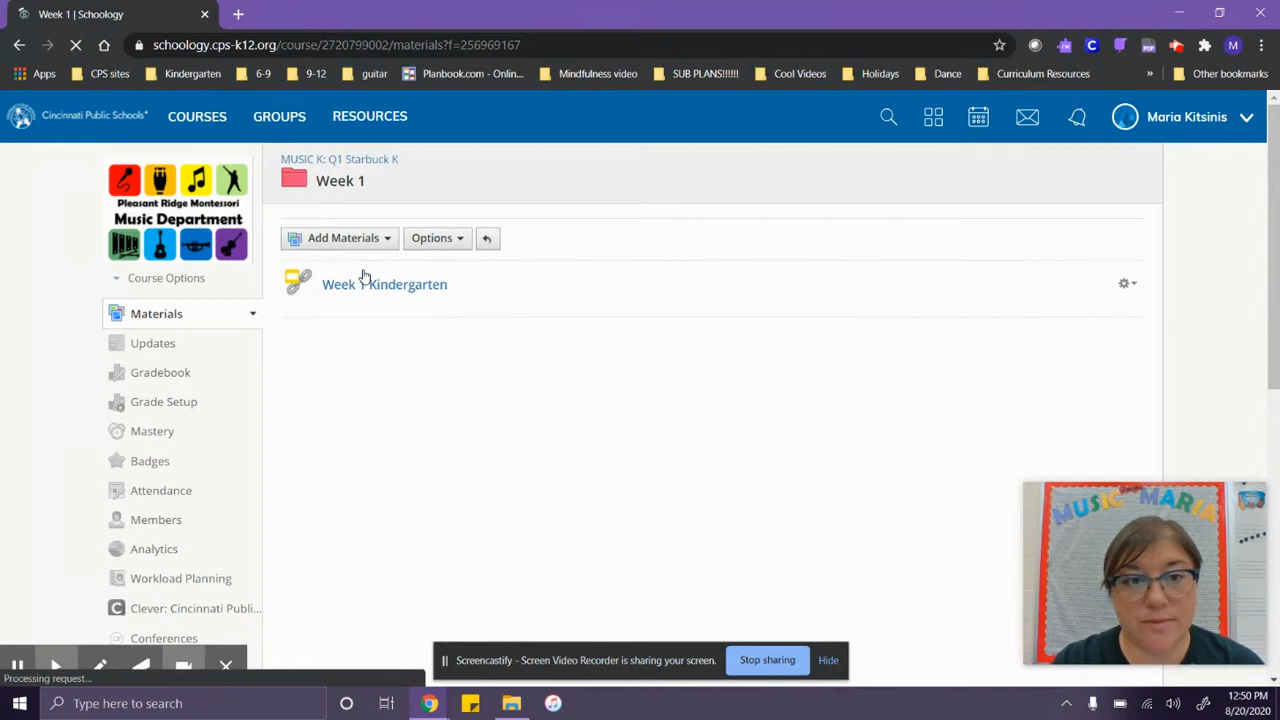 Week 1 | Schoology
schoology.cps-k12.org/course/2720799002/materials?f=256969167
M
Apps
CPS sites
Kindergarten
6-9
9-12
guitar
Planbook.com - Onlin...
Mindfulness video
SUB PLANS!!!!!!
Cool Videos
Holidays
Dance
Curriculum Resources
»
Other bookmarks
Cincinnati Public Schools
COURSES
GROUPS
RESOURCES
Maria Kitsinis
Pleasant Ridge Montessori
Music Department
MUSIC K: Q1 Starbuck K
Week 1
Add Materials
Options
Week 1 Kindergarten
Course Options
Materials
Updates
Gradebook
Grade Setup
Mastery
Badges
Attendance
Members
Analytics
Workload Planning
Clever: Cincinnati Publi...
Conferences
MUSIC MARIA
Screencastify - Screen Video Recorder is sharing your screen.
Stop sharing
Hide
Processing request...
Type here to search
12:50 PM
8/20/2020